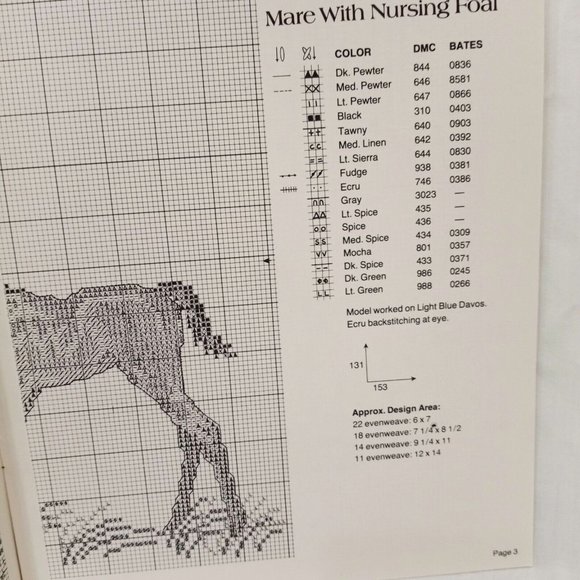 Mare With Nursing Foal
COLOR DMC BATES
Dk. Pewter 844 0836
Med. Pewter 646 8581
Lt. Pewter 647 0866
Black 310 0403
Tawny 640 0903
Med. Linen 642 0392
Lt. Sierra 644 0830
Fudge 938 0381
Ecru 746 0386
Gray 3023 —
Lt. Spice 435 —
Spice 436 —
Med. Spice 434 0309
Mocha 801 0357
Dk. Spice 433 0371
Dk. Green 986 0245
Lt. Green 988 0266
Model worked on Light Blue Davos.
Ecru backstitching at eye.
131
153
Approx. Design Area:
22 evenweave: 6 x 7
18 evenweave: 7 1/4 x 8 1/2
14 evenweave: 9 1/4 x 11
11 evenweave: 12 x 14
Page 3